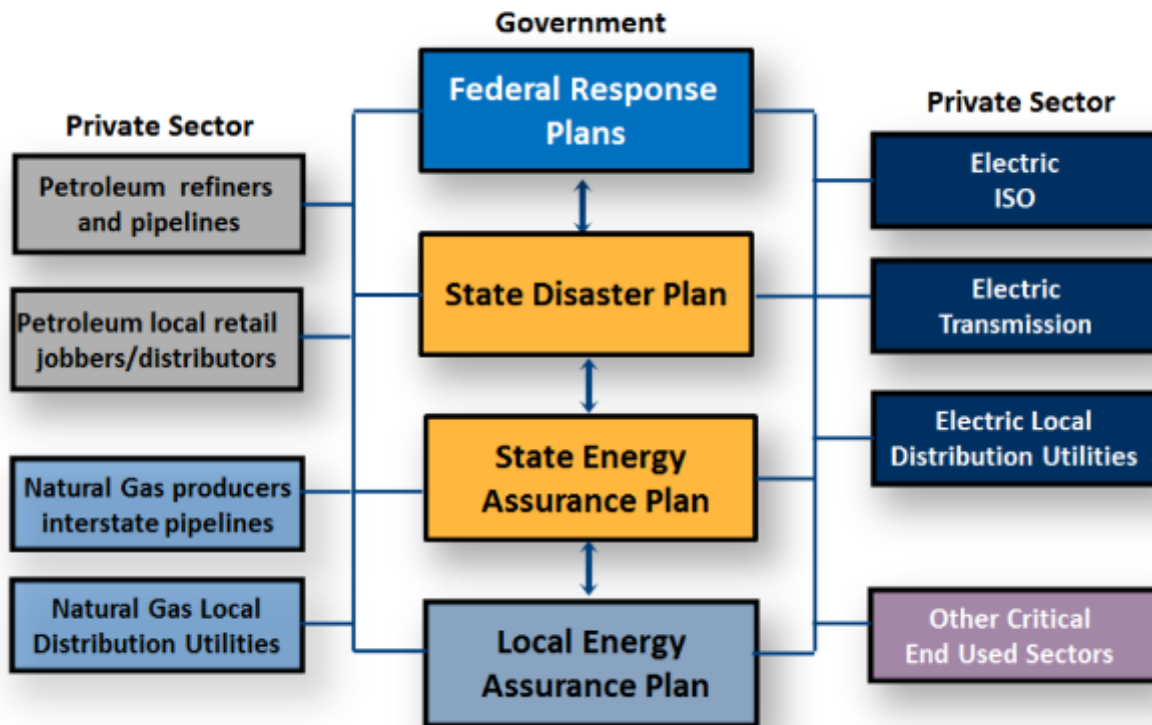 Government
Federal Response
Plans
State Disaster Plan
State Energy
Assurance Plan
Local Energy
Assurance Plan
Private Sector
Petroleum refiners
and pipelines
Petroleum local retail
jobbers/distributors
Natural Gas producers
interstate pipelines
Natural Gas Local
Distribution Utilities
Private Sector
Electric
ISO
Electric
Transmission
Electric Local
Distribution Utilities
Other Critical
End Used Sectors